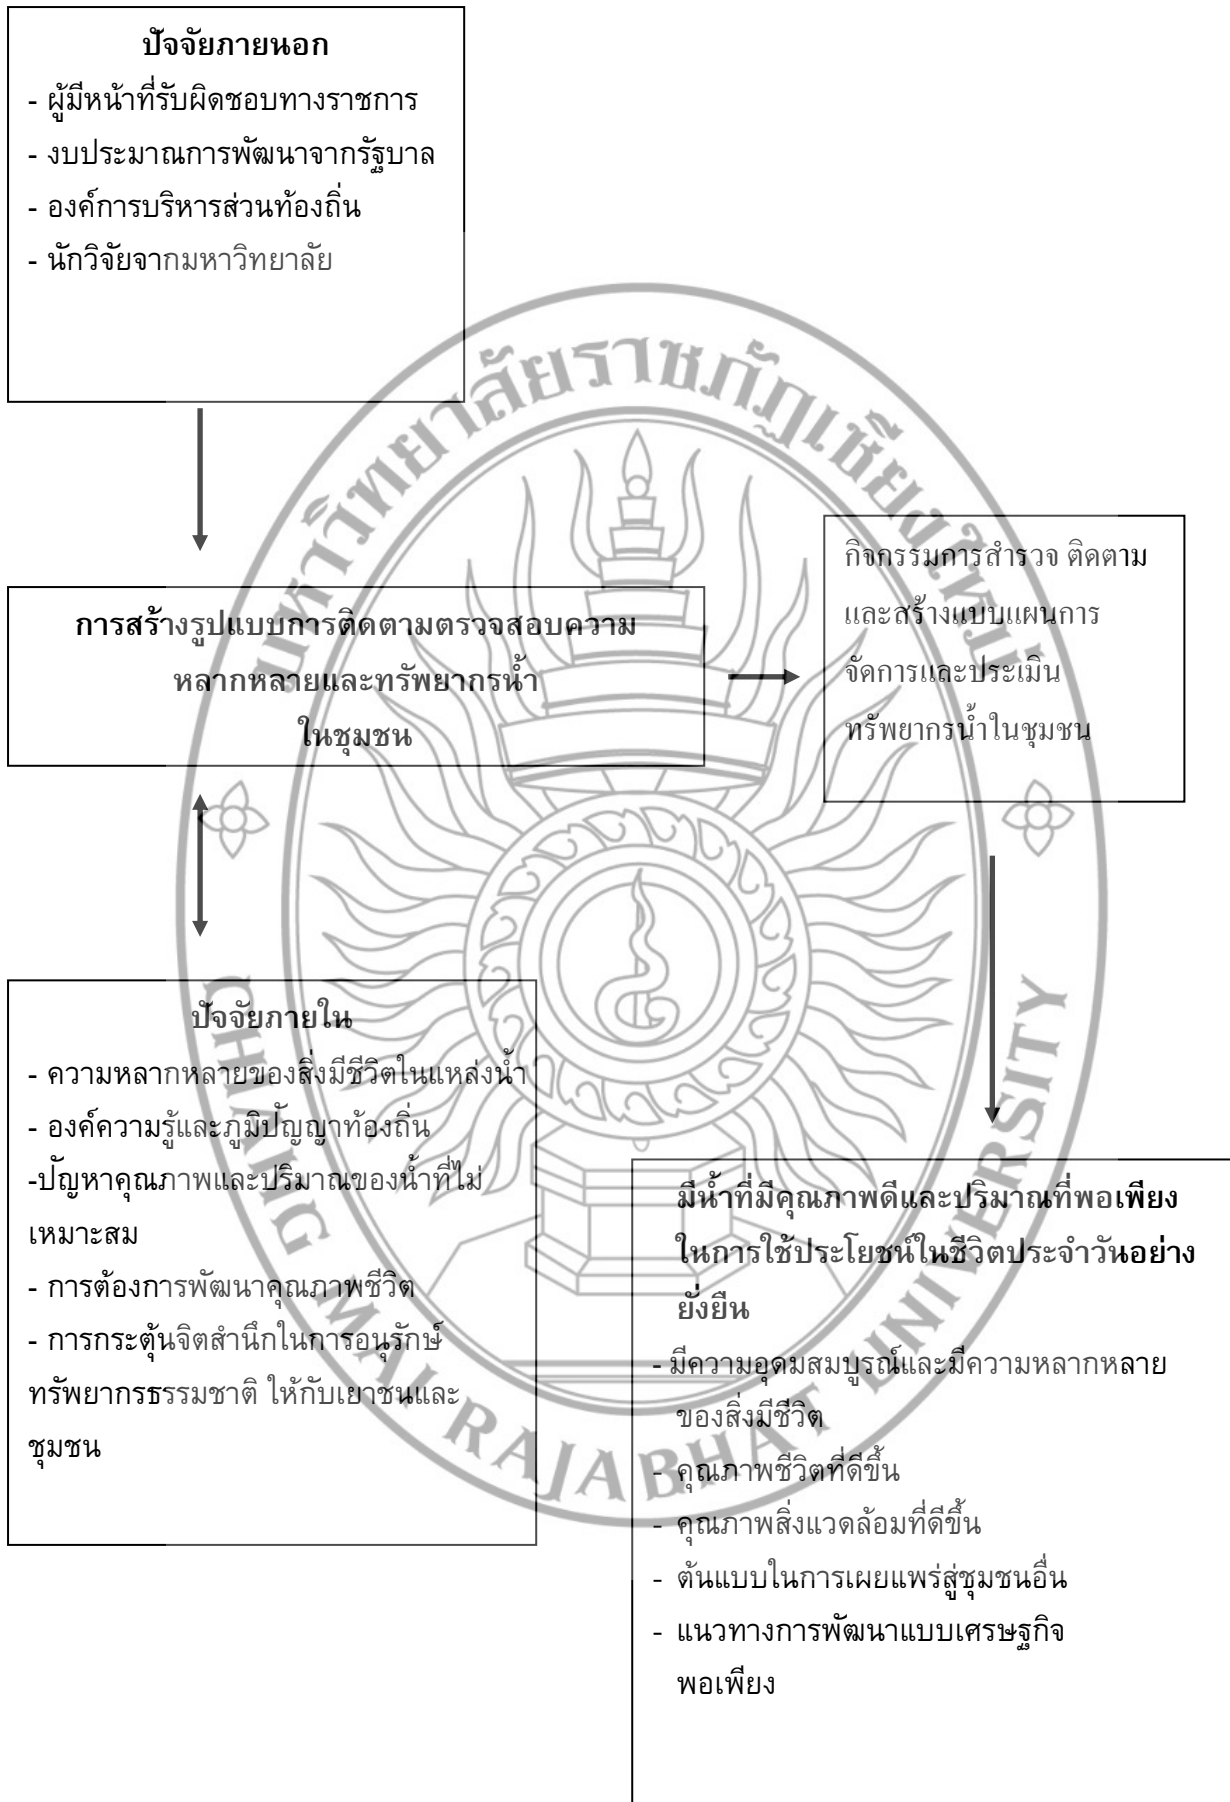 ปัจจัยภายนอก
- ผู้มีหน้าที่รับผิดชอบทางราชการ
- งบประมาณการพัฒนาจากรัฐบาล
- องค์การบริหารส่วนท้องถิ่น
- นักวิจัยจากมหาวิทยาลัย
การสร้างรูปแบบการติดตามตรวจสอบความ
หลากหลายและทรัพยากรน้ำ
ในชุมชน
กิจกรรมการสำรวจ ติดตาม
และสร้างแบบแผนการ
จัดการและประเมิน
ทรัพยากรน้ำในชุมชน
ปัจจัยภายใน
- ความหลากหลายของสิ่งมีชีวิตในแหล่งน้ำ
- องค์ความรู้และภูมิปัญญาท้องถิ่น
-ปัญหาคุณภาพและปริมาณของน้ำที่ไม่
เหมาะสม
- การต้องการพัฒนาคุณภาพชีวิต
- การกระตุ้นจิตสำนึกในการอนุรักษ์
ทรัพยากรธรรมชาติ ให้กับเยาชนและ
ชุมชน
มีน้ำที่มีคุณภาพดีและปริมาณที่พอเพียง
ในการใช้ประโยชน์ในชีวิตประจำวันอย่าง
ยั่งยืน
- มีความอุดมสมบูรณ์และมีความหลากหลาย
ของสิ่งมีชีวิต
- คุณภาพชีวิตที่ดีขึ้น
- คุณภาพสิ่งแวดล้อมที่ดีขึ้น
- ต้นแบบในการเผยแพร่สู่ชุมชนอื่น
- แนวทางการพัฒนาแบบเศรษฐกิจ
พอเพียง
มหาวิทยาลัยราชภัฏเชียงใหม่
CHIANG MAI RAJABHAT UNIVERSITY